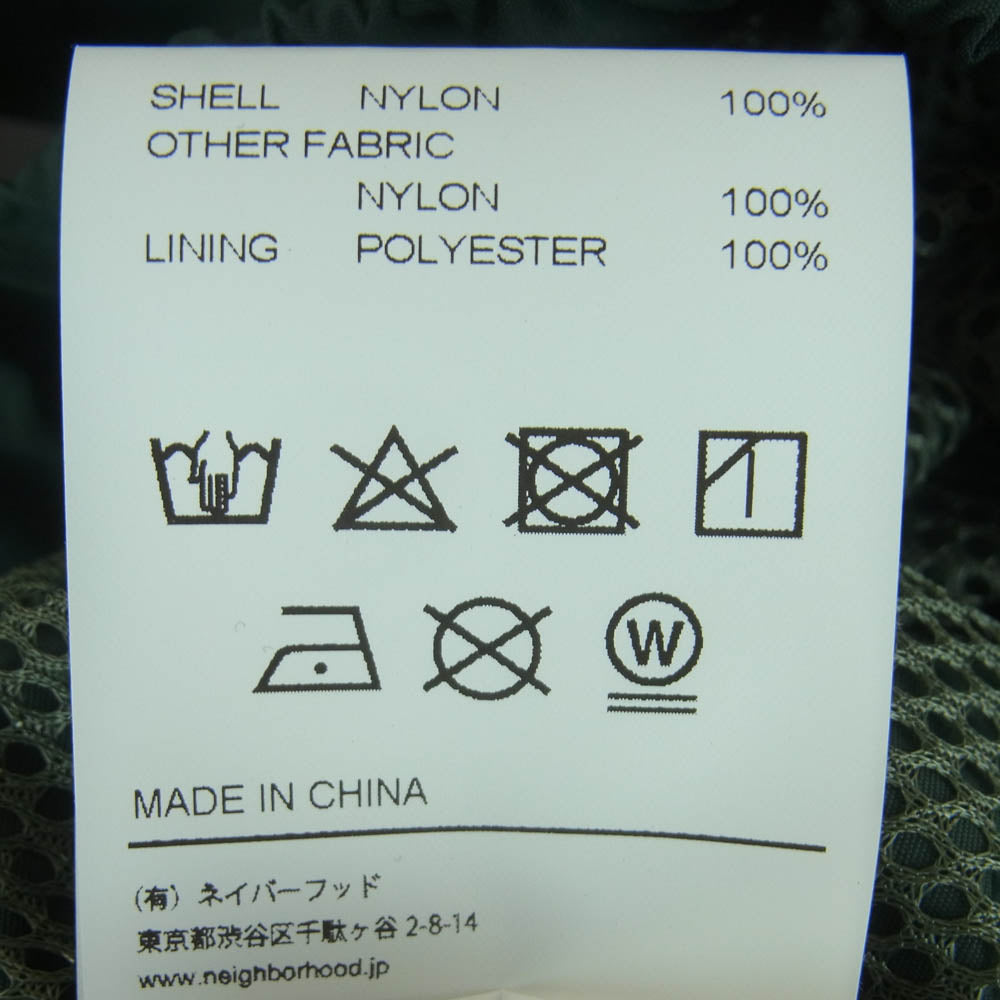 SHELL NYLON 100%
OTHER FABRIC
NYLON 100%
LINING POLYESTER 100%
W
MADE IN CHINA
(有) ネイバーフッド
東京都渋谷区千駄ヶ谷 2-8-14
www.neighborhood.jp